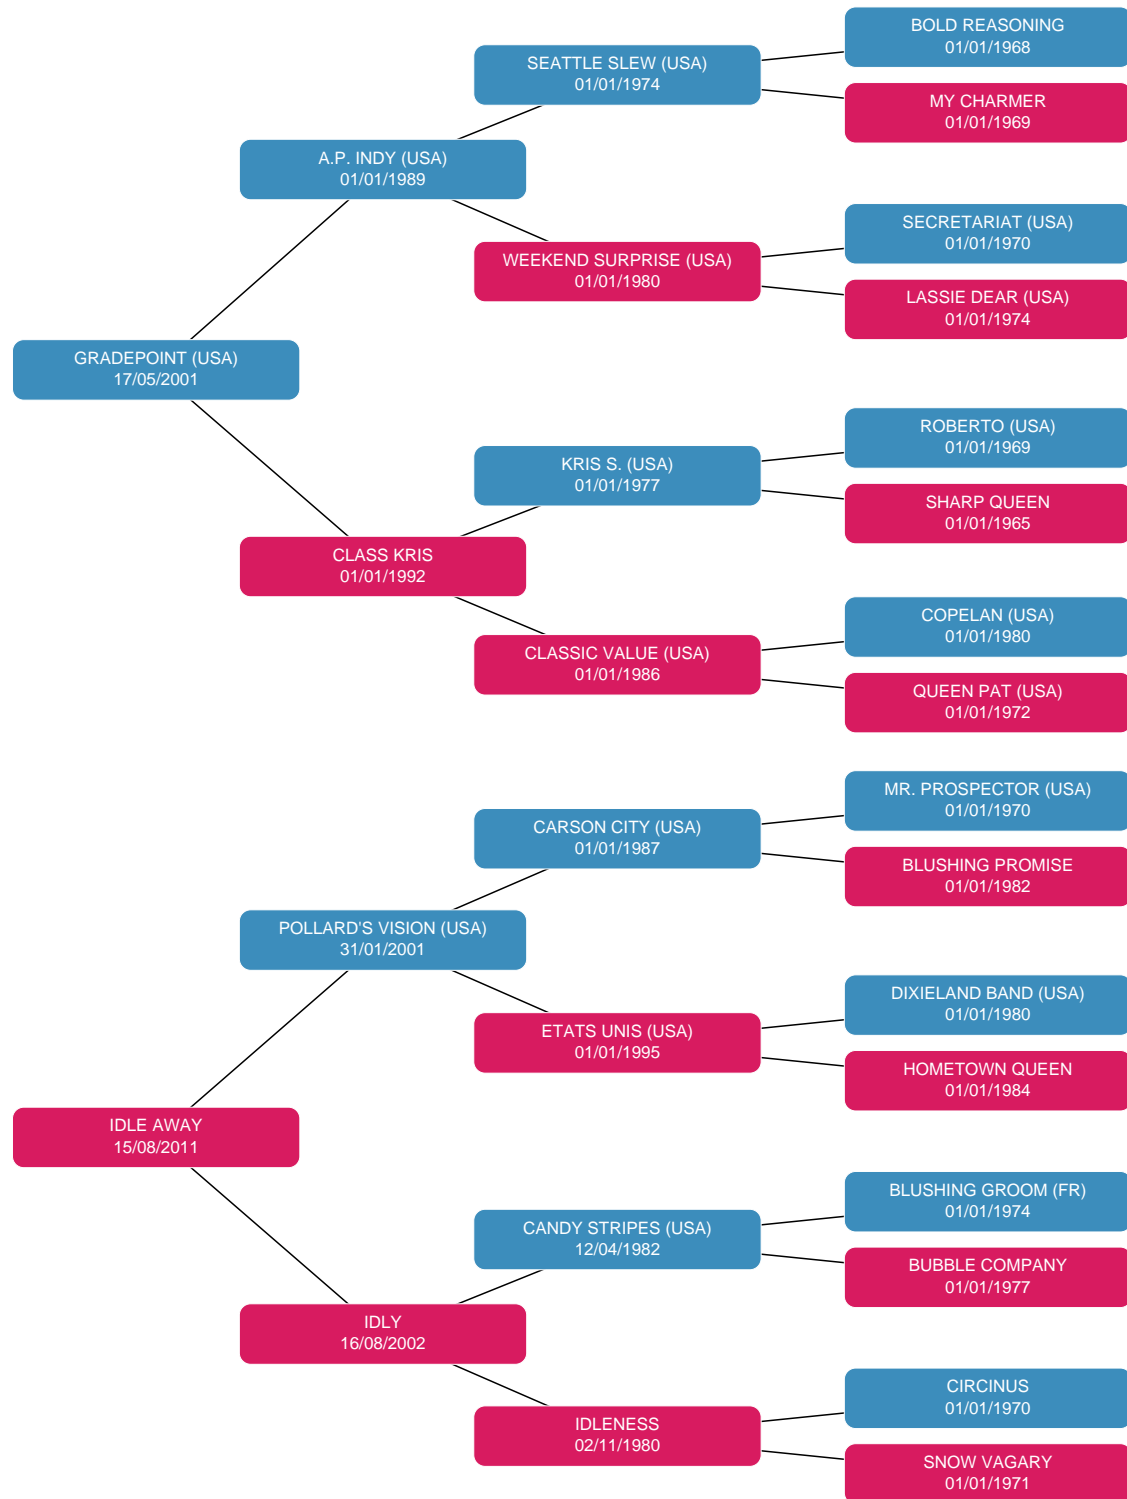 BOLD REASONING
01/01/1968
SEATTLE SLEW (USA)
01/01/1974
MY CHARMER
01/01/1969
A.P. INDY (USA)
01/01/1989
SECRETARIAT (USA)
01/01/1970
WEEKEND SURPRISE (USA)
01/01/1980
LASSIE DEAR (USA)
01/01/1974
GRADEPOINT (USA)
17/05/2001
ROBERTO (USA)
01/01/1969
KRIS S. (USA)
01/01/1977
SHARP QUEEN
01/01/1965
CLASS KRIS
01/01/1992
COPELAN (USA)
01/01/1980
CLASSIC VALUE (USA)
01/01/1986
QUEEN PAT (USA)
01/01/1972
MR. PROSPECTOR (USA)
01/01/1970
CARSON CITY (USA)
01/01/1987
BLUSHING PROMISE
01/01/1982
POLLARD'S VISION (USA)
31/01/2001
DIXIELAND BAND (USA)
01/01/1980
ETATS UNIS (USA)
01/01/1995
HOMETOWN QUEEN
01/01/1984
IDLE AWAY
15/08/2011
BLUSHING GROOM (FR)
01/01/1974
CANDY STRIPES (USA)
12/04/1982
BUBBLE COMPANY
01/01/1977
IDLY
16/08/2002
CIRCINUS
01/01/1970
IDLENESS
02/11/1980
SNOW VAGARY
01/01/1971